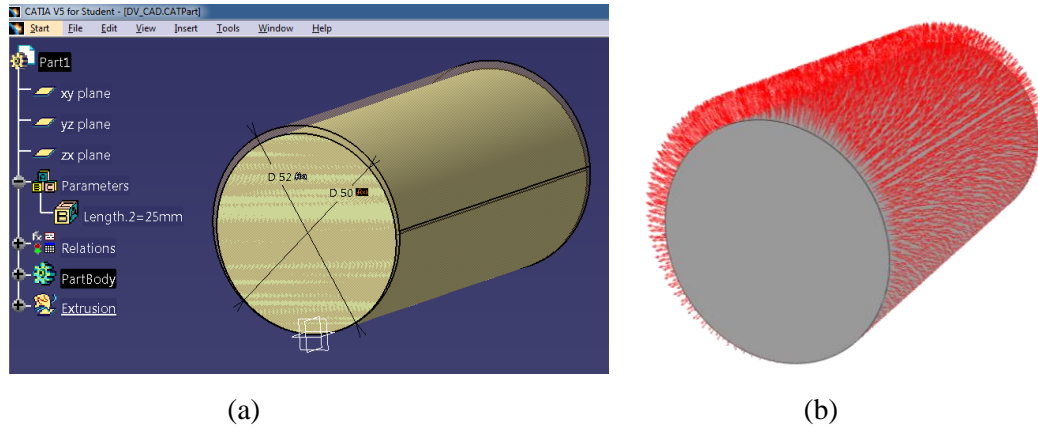 CATIA V5 for Student - [DV_CAD.CATPart]
Start File Edit View Insert Tools Window Help
Part1
xy plane
yz plane
zx plane
Parameters
Length.2=25mm
Relations
PartBody
Extrusion
D 52
D 50
(a) (b)